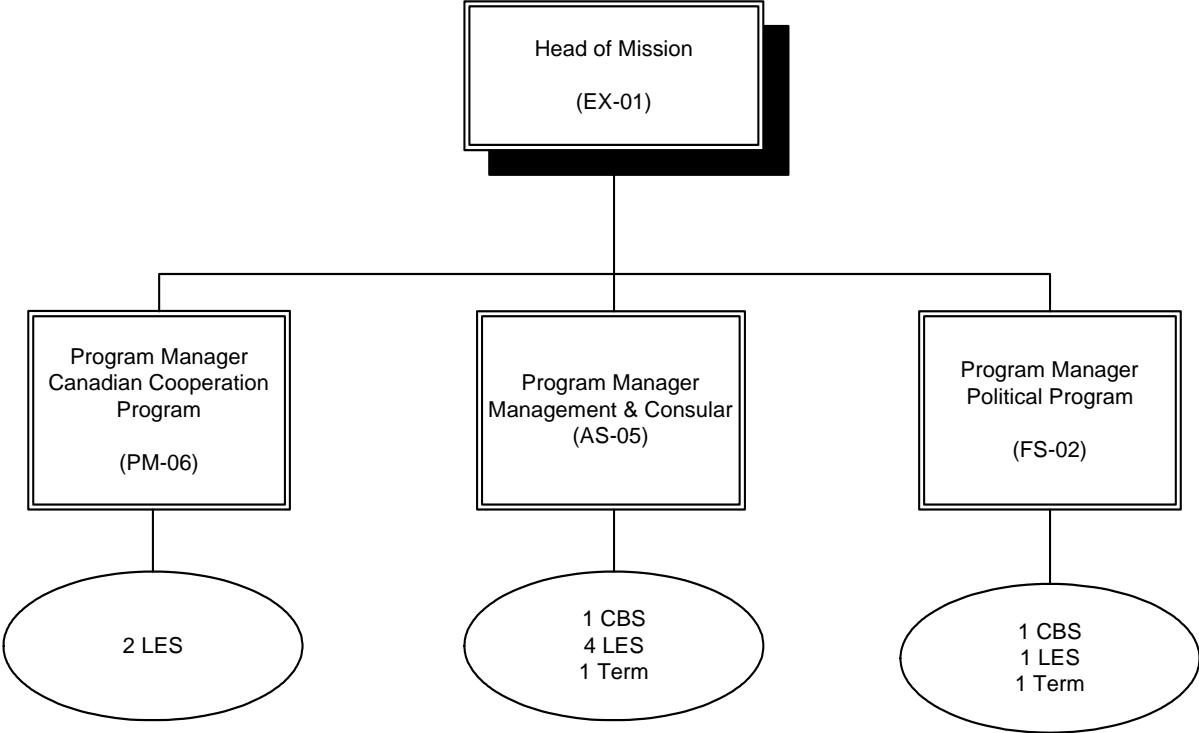 Head of Mission
(EX-01)
Program Manager
Canadian Cooperation
Program
(PM-06)
Program Manager
Management & Consular
(AS-05)
Program Manager
Political Program
(FS-02)
2 LES
1 CBS
4 LES
1 Term
1 CBS
1 LES
1 Term